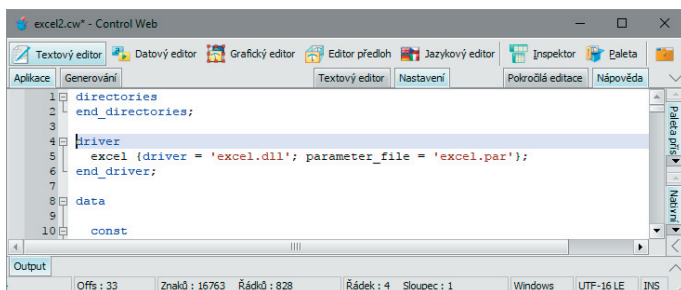 excel2.cw* - Control Web
Textový editor Datový editor Grafický editor Editor předloh Jazykový editor Inspektor Paleta
Aplikace Generování Textový editor Nastavení Pokročilá editace Nápověda
1 directories
2 end_directories;
3
4 driver
5 excel {driver = 'excel.dll'; parameter_file = 'excel.par'};
6 end_driver;
7
8 data
9
10 const
Paleta přís
Nativní
Output
Offs : 33 Znaků : 16763 Řádků : 828 Řádek : 4 Sloupec : 1 Windows UTF-16 LE INS